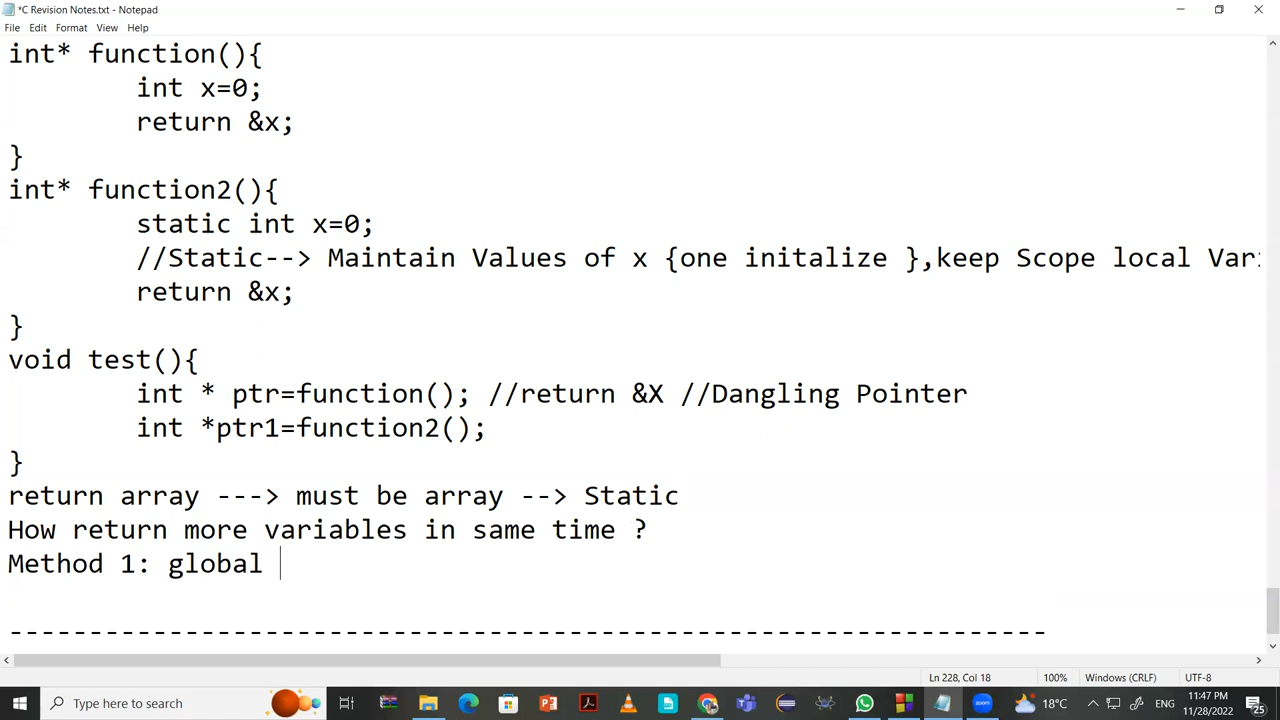 *C Revision Notes.txt - Notepad
File Edit Format View Help
int* function(){
int x=0;
return &x;
}
int* function2(){
static int x=0;
//Static--> Maintain Values of x {one initalize },keep Scope local Vari
return &x;
}
void test(){
int * ptr=function(); //return &X //Dangling Pointer
int *ptr1=function2();
}
return array ---> must be array --> Static
How return more variables in same time ?
Method 1: global
-----------------------------------------------------------------
Ln 228, Col 18 100% Windows (CRLF) UTF-8
Type here to search
18°C
ENG
11:47 PM
11/28/2022
25